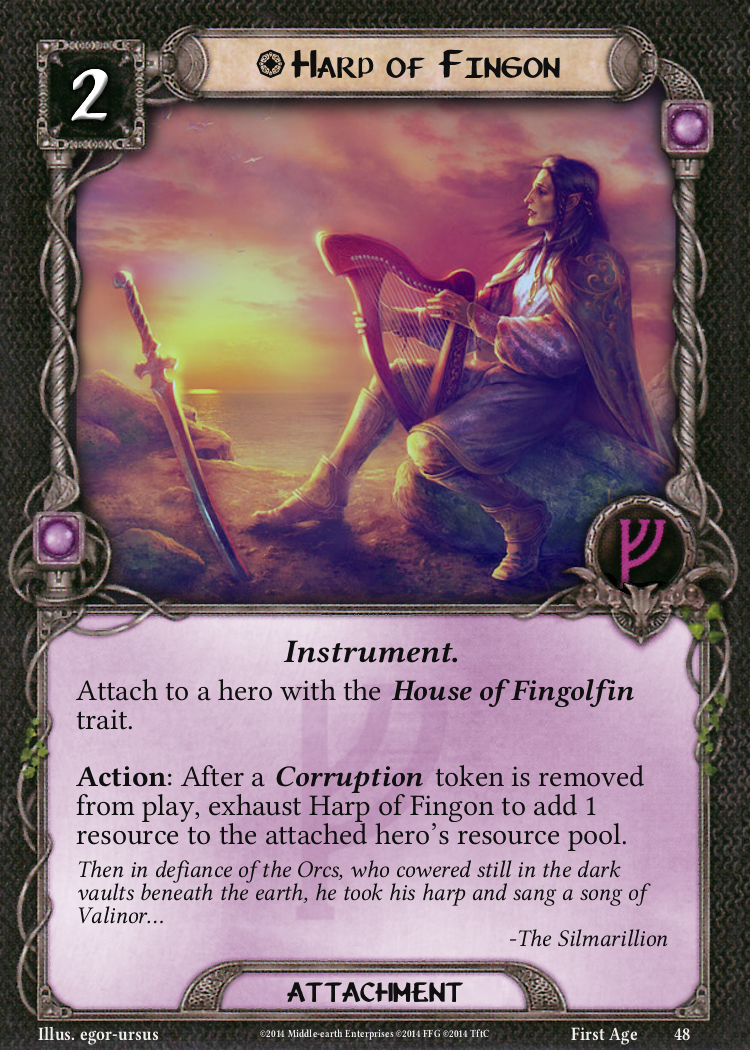 2
Harp of Fingon
Instrument.
Attach to a hero with the House of Fingolfin
trait.
Action: After a Corruption token is removed
from play, exhaust Harp of Fingon to add 1
resource to the attached hero's resource pool.
Then in defiance of the Orcs, who cowered still in the dark
vaults beneath the earth, he took his harp and sang a song of
Valinor...
-The Silmarillion
ATTACHMENT
Illus. egor-ursus ©2014 Middle-earth Enterprises ©2014 FFG ©2014 TftC First Age 48